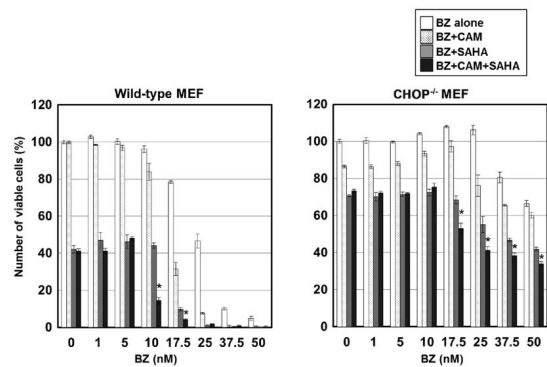 BZ alone
BZ+CAM
BZ+SAHA
BZ+CAM+SAHA
Wild-type MEF
Number of viable cells (%)
120
100
80
60
40
20
0
*
*
0 1 5 10 17.5 25 37.5 50
BZ (nM)
CHOP-/- MEF
120
100
80
60
40
20
0
*
*
*
*
0 1 5 10 17.5 25 37.5 50
BZ (nM)